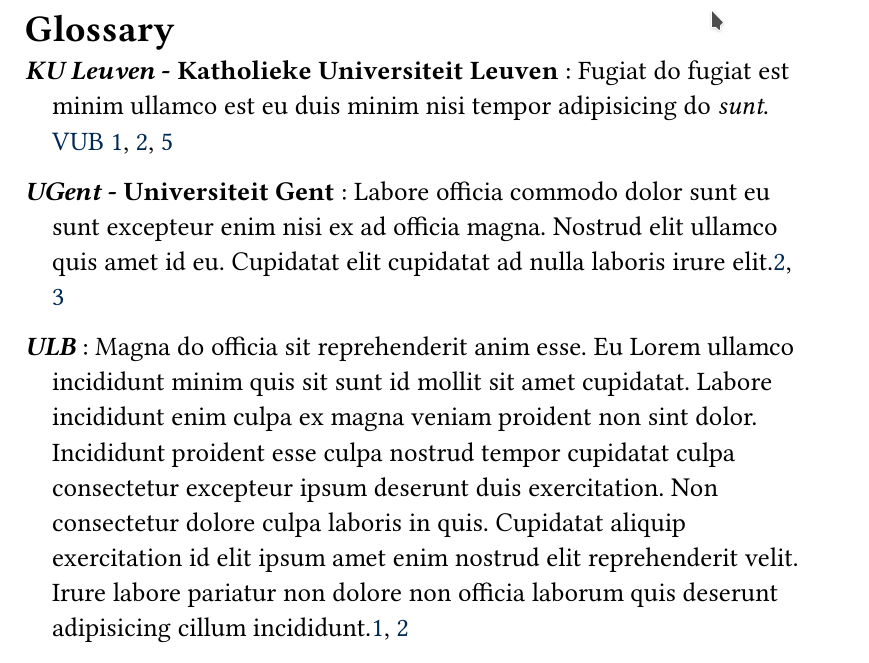 Glossary
KU Leuven - Katholieke Universiteit Leuven : Fugiat do fugiat est
minim ullamco est eu duis minim nisi tempor adipisicing do sunt.
VUB 1, 2, 5
UGent - Universiteit Gent : Labore officia commodo dolor sunt eu
sunt excepteur enim nisi ex ad officia magna. Nostrud elit ullamco
quis amet id eu. Cupidatat elit cupidatat ad nulla laboris irure elit.2,
3
ULB : Magna do officia sit reprehenderit anim esse. Eu Lorem ullamco
incididunt minim quis sit sunt id mollit sit amet cupidatat. Labore
incididunt enim culpa ex magna veniam proident non sint dolor.
Incididunt proident esse culpa nostrud tempor cupidatat culpa
consectetur excepteur ipsum deserunt duis exercitation. Non
consectetur dolore culpa laboris in quis. Cupidatat aliquip
exercitation id elit ipsum amet enim nostrud elit reprehenderit velit.
Irure labore pariatur non dolore non officia laborum quis deserunt
adipisicing cillum incididunt.1, 2